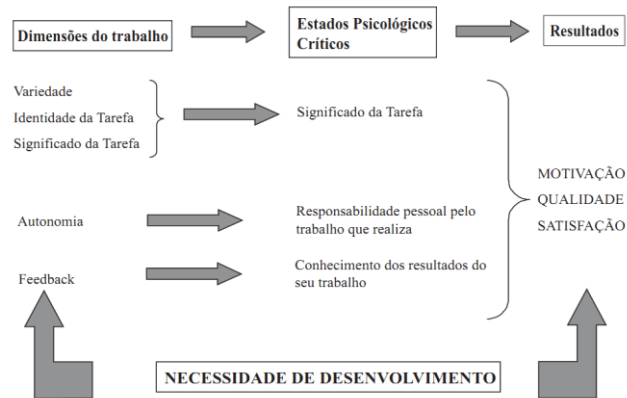 Dimensões do trabalho
Estados Psicológicos
Críticos
Resultados
Variedade
Identidade da Tarefa
Significado da Tarefa
Significado da Tarefa
Autonomia
Responsabilidade pessoal pelo
trabalho que realiza
Feedback
Conhecimento dos resultados do
seu trabalho
MOTIVAÇÃO
QUALIDADE
SATISFAÇÃO
NECESSIDADE DE DESENVOLVIMENTO